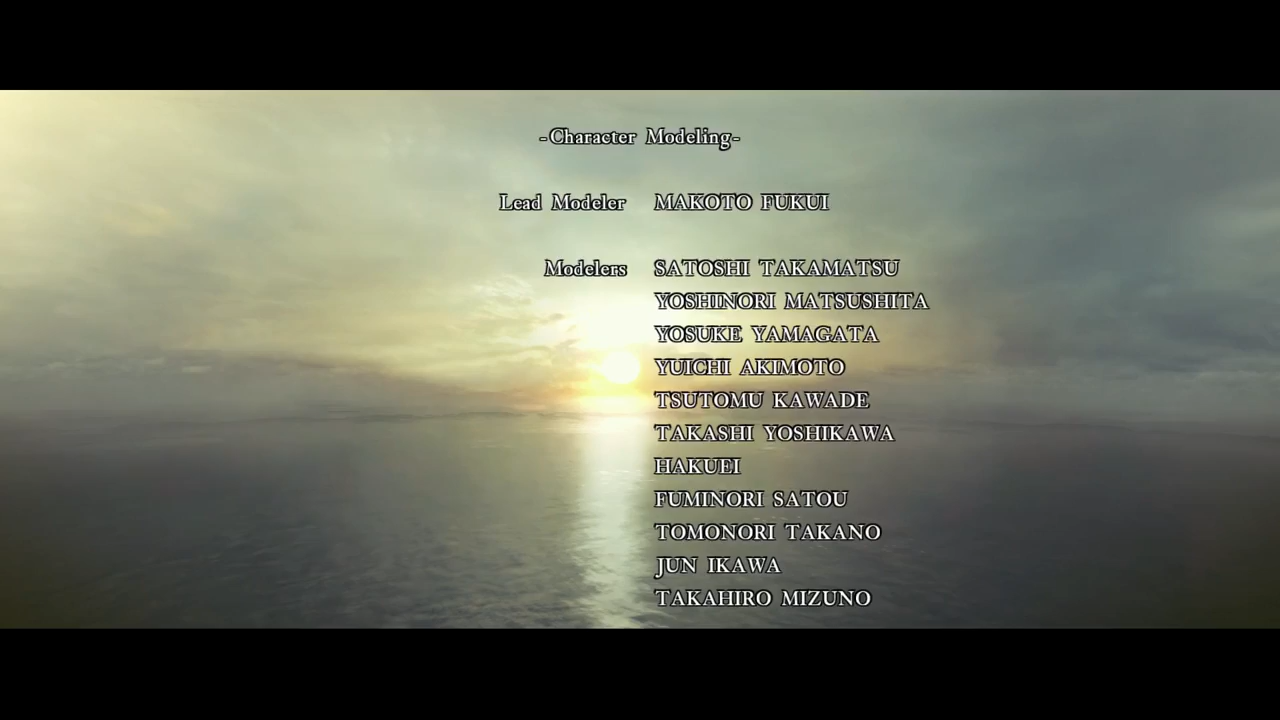 -Character Modeling-
Lead Modeler MAKOTO FUKUI
Modelers SATOSHI TAKAMATSU
YOSHINORI MATSUSHITA
YOSUKE YAMAGATA
YUICHI AKIMOTO
TSUTOMU KAWADE
TAKASHI YOSHIKAWA
HAKUEI
FUMINORI SATOU
TOMONORI TAKANO
JUN IKAWA
TAKAHIRO MIZUNO